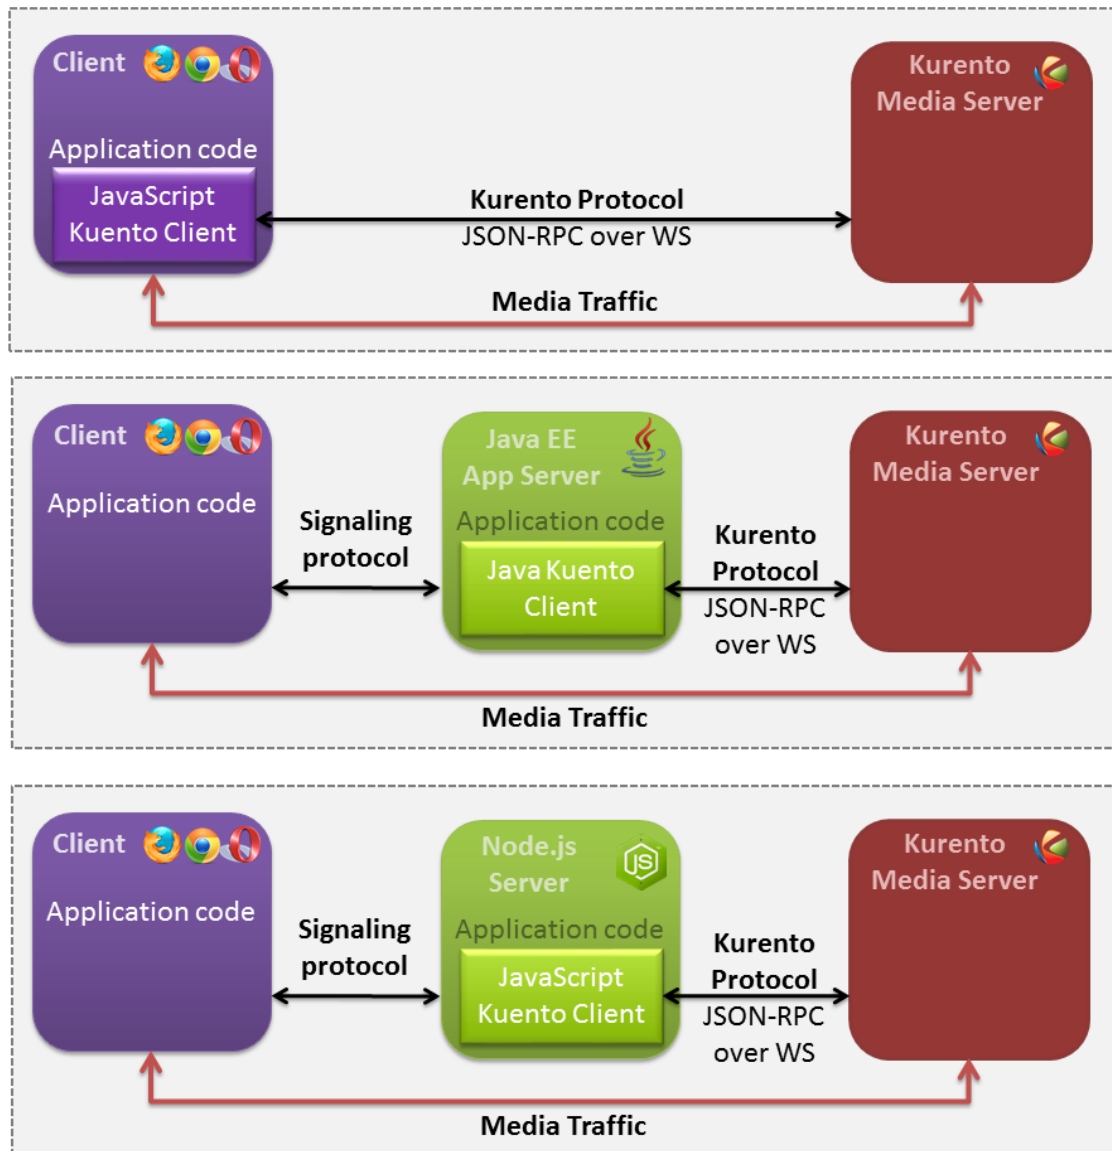 Client
Kurento
Media Server
Application code
JavaScript
Kuento Client
Kurento Protocol
JSON-RPC over WS
Media Traffic
Client
Java EE
App Server
Kurento
Media Server
Application code
Signaling
protocol
Application code
Java Kuento
Client
Kurento
Protocol
JSON-RPC
over WS
Media Traffic
Client
Node.js
Server
JS
Kurento
Media Server
Application code
Signaling
protocol
Application code
JavaScript
Kuento Client
Kurento
Protocol
JSON-RPC
over WS
Media Traffic